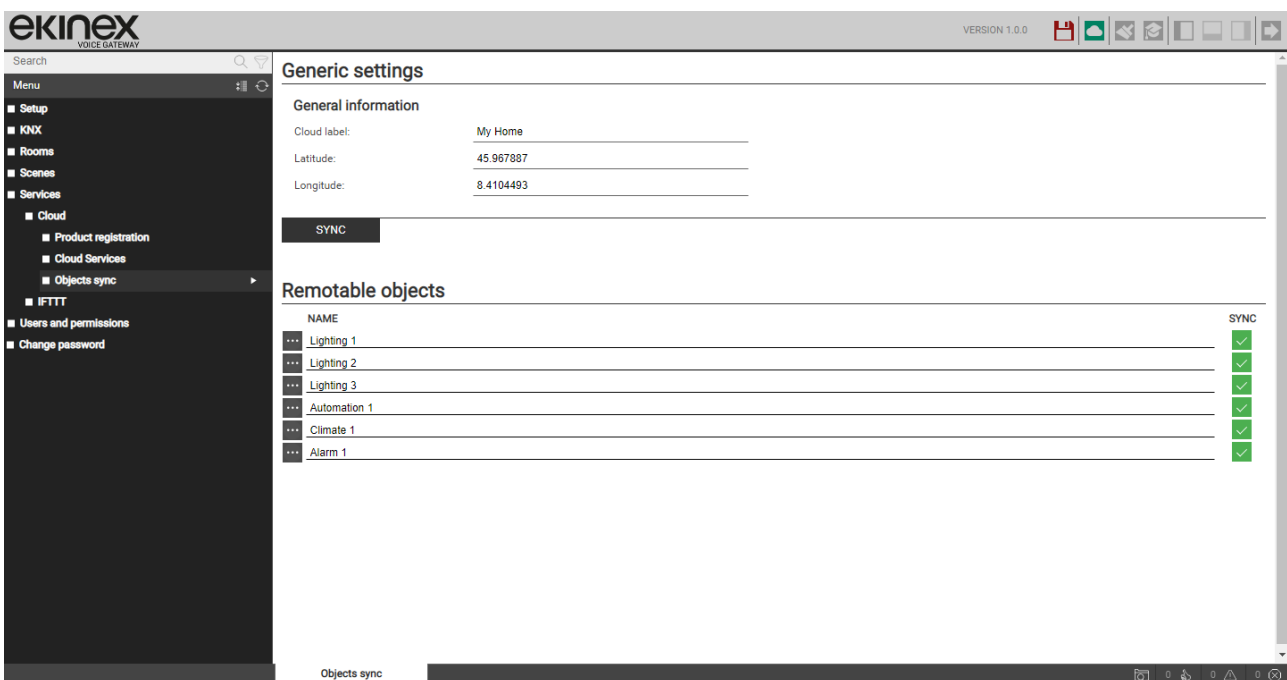 ekinex
VOICE GATEWAY
VERSION 1.0.0
Search
Menu
Setup
KNX
Rooms
Scenes
Services
Cloud
Product registration
Cloud Services
Objects sync
IFTTT
Users and permissions
Change password
Generic settings
General information
Cloud label: My Home
Latitude: 45.967887
Longitude: 8.4104493
SYNC
Remotable objects
NAME SYNC
Lighting 1
Lighting 2
Lighting 3
Automation 1
Climate 1
Alarm 1
Objects sync
0 0 0